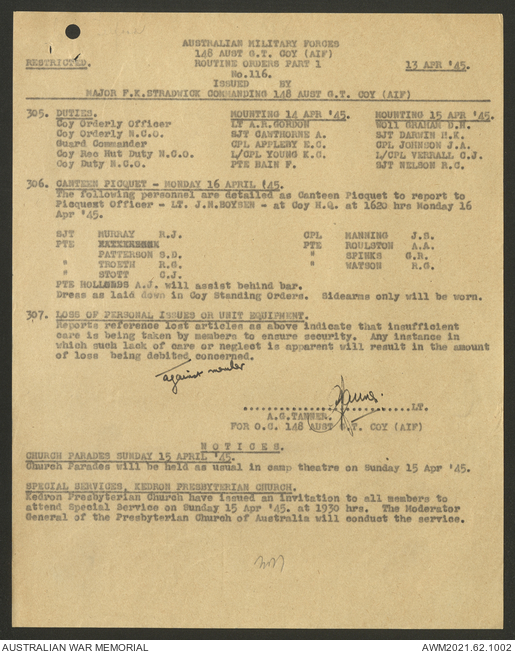 AUSTRALIAN MILITARY FORCES
148 AUST G.T. COY (AIF)
RESTRICTED. ROUTINE ORDERS PART 1 13 APR '45.
No.116.
ISSUED BY
MAJOR F.K.STRADWICK COMMANDING 148 AUST G.T. COY (AIF)
305. DUTIES. MOUNTING 14 APR '45. MOUNTING 15 APR '45.
Coy Orderly Officer LT A.R.GORDON WO11 GRAHAM D.N.
Coy Orderly N.C.O. SJT CAWTHORNE A. SJT DARWIN H.K.
Guard Commander CPL APPLEBY E.C. CPL JOHNSON J.A.
Coy Rec Hut Duty N.C.O. L/CPL YOUNG K.C. L/CPL VERRALL C.J.
Coy Duty N.C.O. PTE HAIN F. SJT NELSON R.C.
306. CANTEEN PICQUET - MONDAY 16 APRIL '45.
The following personnel are detailed as Canteen Picquet to report to
Picquest Officer - LT. J.N.BOYSEN - at Coy H.Q. at 1620 hrs Monday 16
Apr '45.
SJT MURRAY R.J. CPL MANNING J.S.
PTE PTE ROULSTON A.A.
PATTERSON S.D. " SPINKS G.R.
" TROETH R.G. " WATSON R.G.
" STOTT C.J.
PTE HOLLANDS A.J. will assist behind bar.
Dress as laid down in Coy Standing Orders. Sidearms only will be worn.
307. LOSS OF PERSONAL ISSUES OR UNIT EQUIPMENT.
Reports reference lost articles as above indicate that insufficient
care is being taken by members to ensure security. Any instance in
which such lack of care or neglect is apparent will result in the amount
of loss being debited concerned.
against member
LT.
A.G.TANNER.
FOR O.C. 148 AUST G.T. COY (AIF)
N O T I C E S.
CHURCH PARADES SUNDAY 15 APRIL '45.
Church Parades will be held as usual in camp theatre on Sunday 15 Apr '45.
SPECIAL SERVICES, KEDRON PRESBYTERIAN CHURCH.
Kedron Presbyterian Church have issued an invitation to all members to
attend Special Service on Sunday 15 Apr '45. at 1930 hrs. The Moderator
General of the Presbyterian Church of Australia will conduct the service.
AUSTRALIAN WAR MEMORIAL AWM2021.62.1002